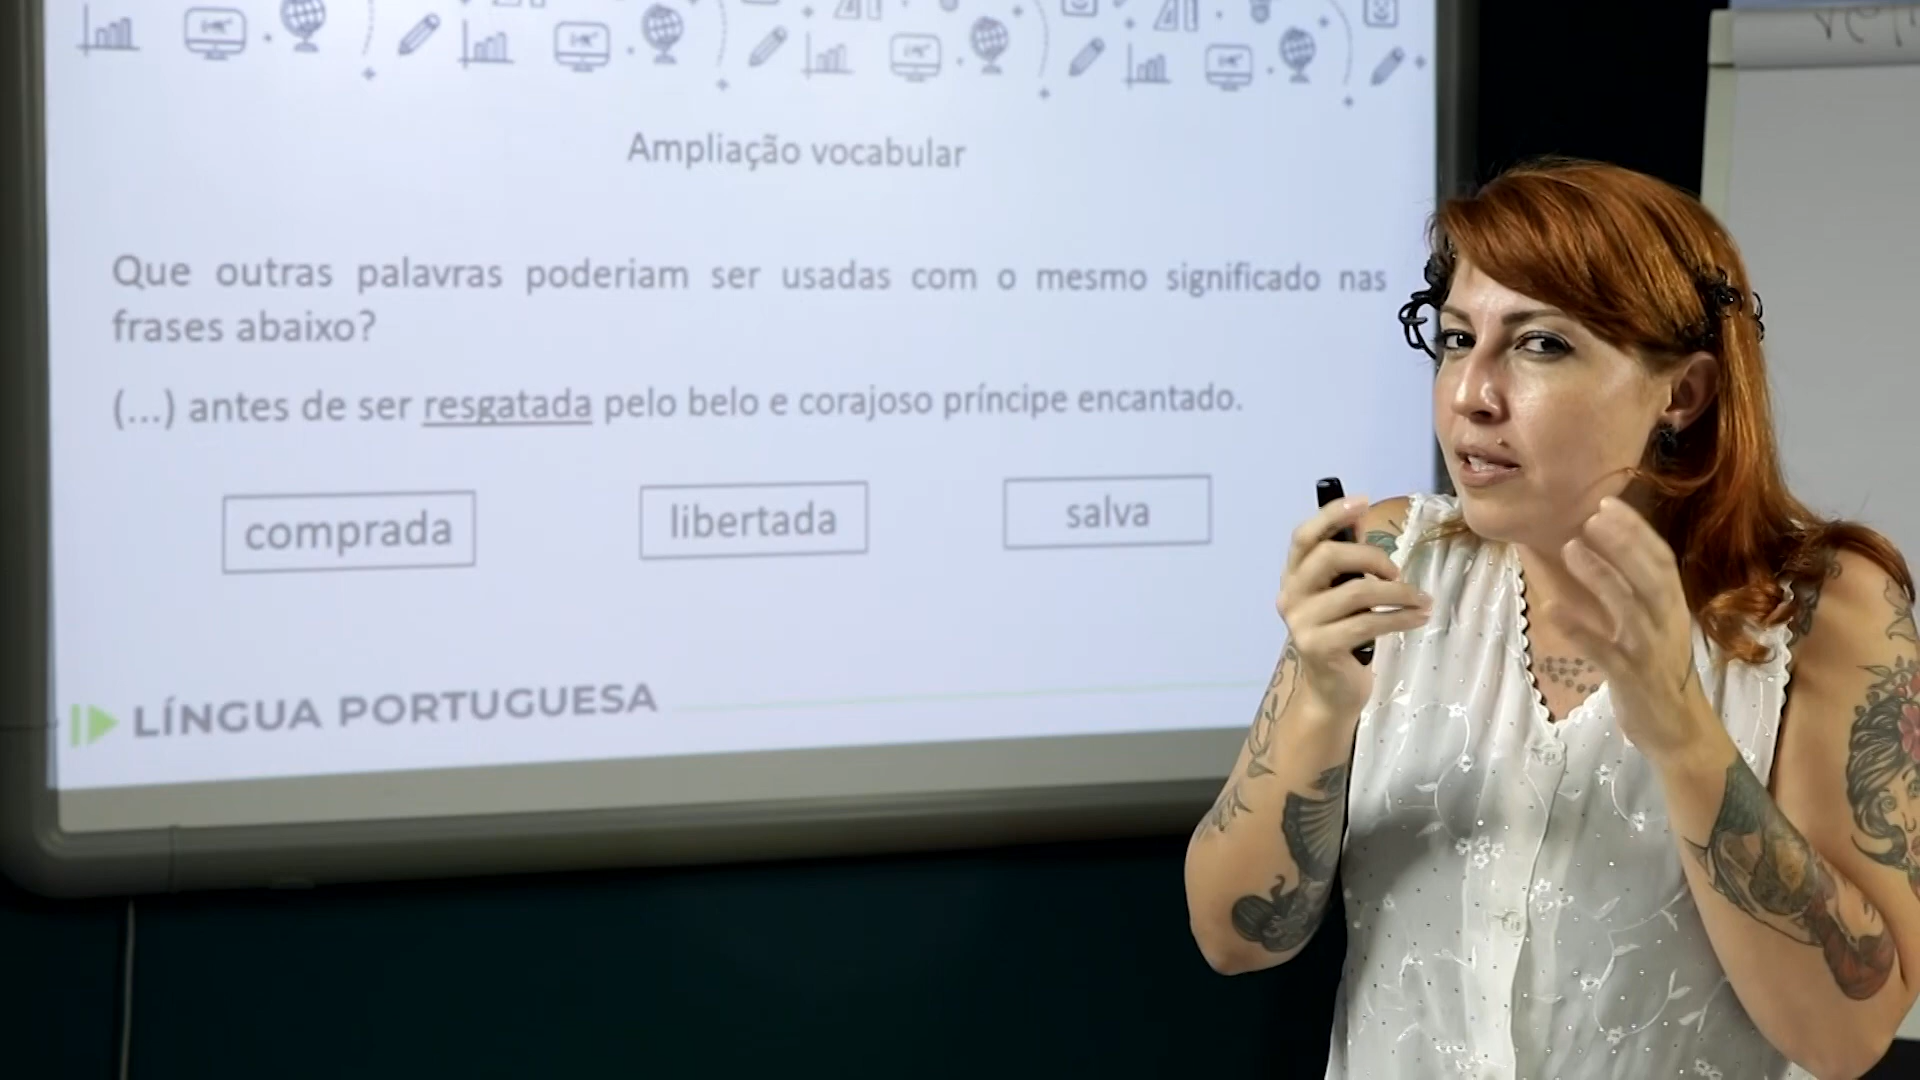 Ampliação vocabular
Que outras palavras poderiam ser usadas com o mesmo significado nas
frases abaixo?
(...) antes de ser resgatada pelo belo e corajoso príncipe encantado.
comprada
libertada
salva
LÍNGUA PORTUGUESA